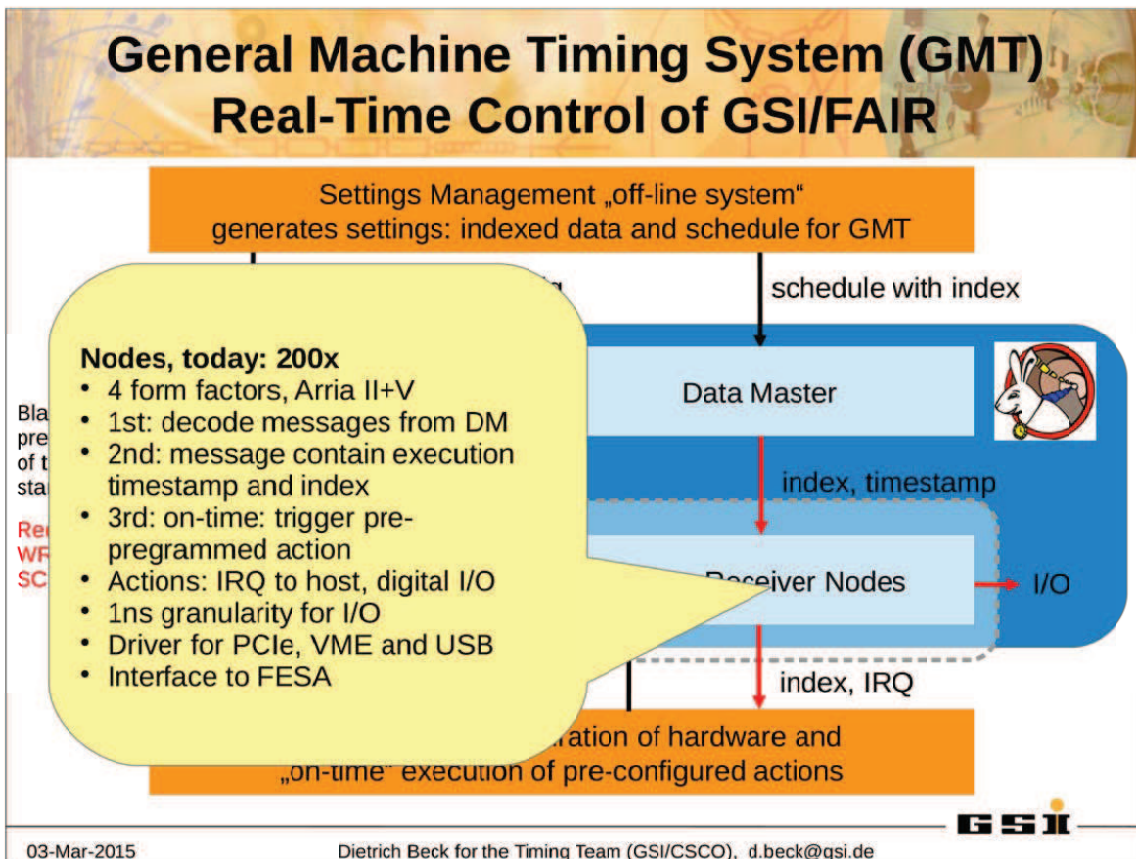 General Machine Timing System (GMT)
Real-Time Control of GSI/FAIR
Settings Management „off-line system“
generates settings: indexed data and schedule for GMT
schedule with index
Nodes, today: 200x
• 4 form factors, Arria II+V
• 1st: decode messages from DM
• 2nd: message contain execution
timestamp and index
• 3rd: on-time: trigger pre-
pregrammed action
• Actions: IRQ to host, digital I/O
• 1ns granularity for I/O
• Driver for PCIe, VME and USB
• Interface to FESA
Data Master
index, timestamp
Nodes
I/O
index, IRQ
of hardware and
„on-time“ execution of pre-configured actions
GSI
03-Mar-2015
Dietrich Beck for the Timing Team (GSI/CSCO), d.beck@gsi.de